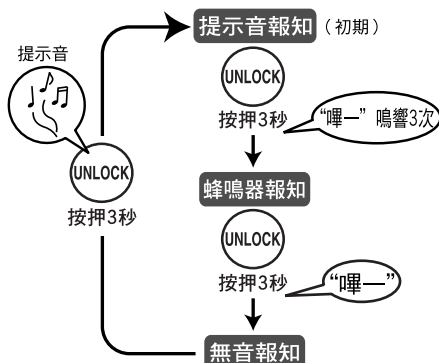 提示音報知（初期）
提示音
UNLOCK
按押3秒
“嗶一” 鳴響3次
UNLOCK
按押3秒
蜂鳴器報知
UNLOCK
按押3秒
“嗶一”
無音報知